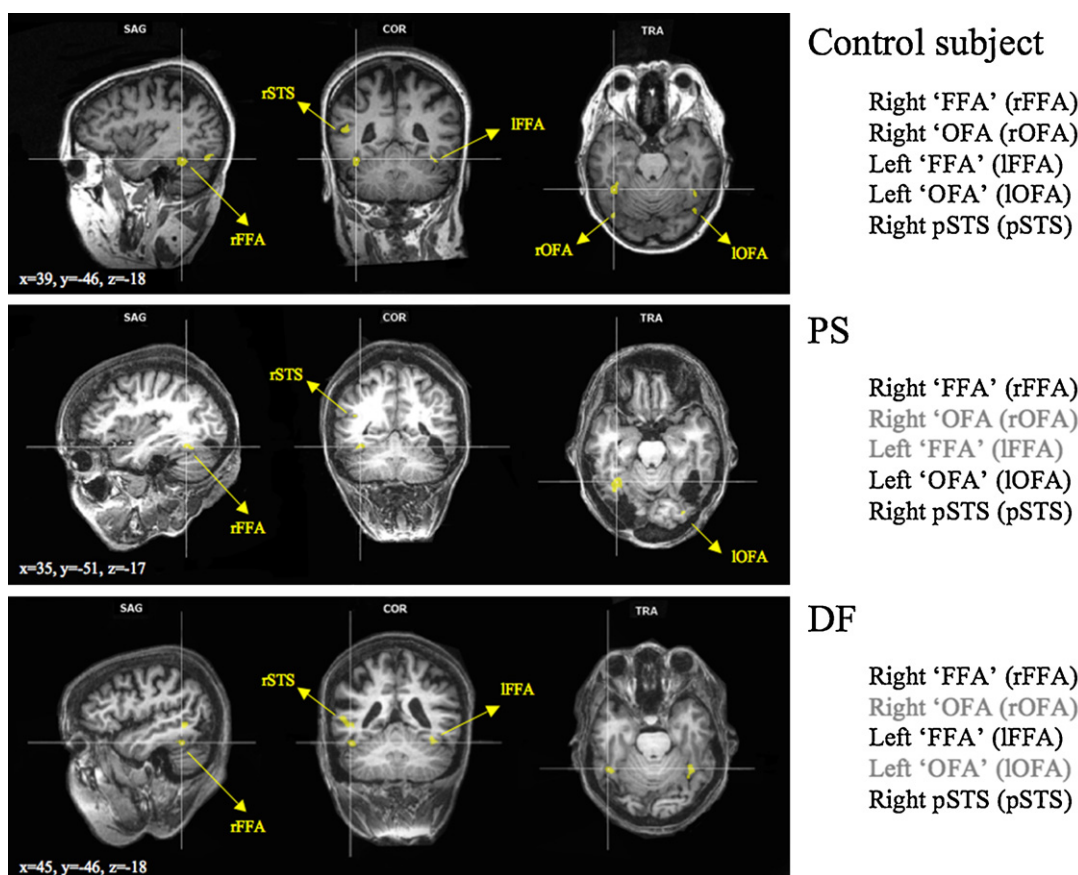 SAG
COR
TRA
rSTS
lFFA
rFFA
rOFA
lOFA
x=39, y=-46, z=-18
Control subject
Right ‘FFA’ (rFFA)
Right ‘OFA (rOFA)
Left ‘FFA’ (lFFA)
Left ‘OFA’ (lOFA)
Right pSTS (pSTS)
SAG
COR
TRA
rSTS
rFFA
lOFA
x=35, y=-51, z=-17
PS
Right ‘FFA’ (rFFA)
Right ‘OFA (rOFA)
Left ‘FFA’ (lFFA)
Left ‘OFA’ (lOFA)
Right pSTS (pSTS)
SAG
COR
TRA
rSTS
lFFA
rFFA
x=45, y=-46, z=-18
DF
Right ‘FFA’ (rFFA)
Right ‘OFA’ (rOFA)
Left ‘FFA’ (lFFA)
Left ‘OFA’ (lOFA)
Right pSTS (pSTS)